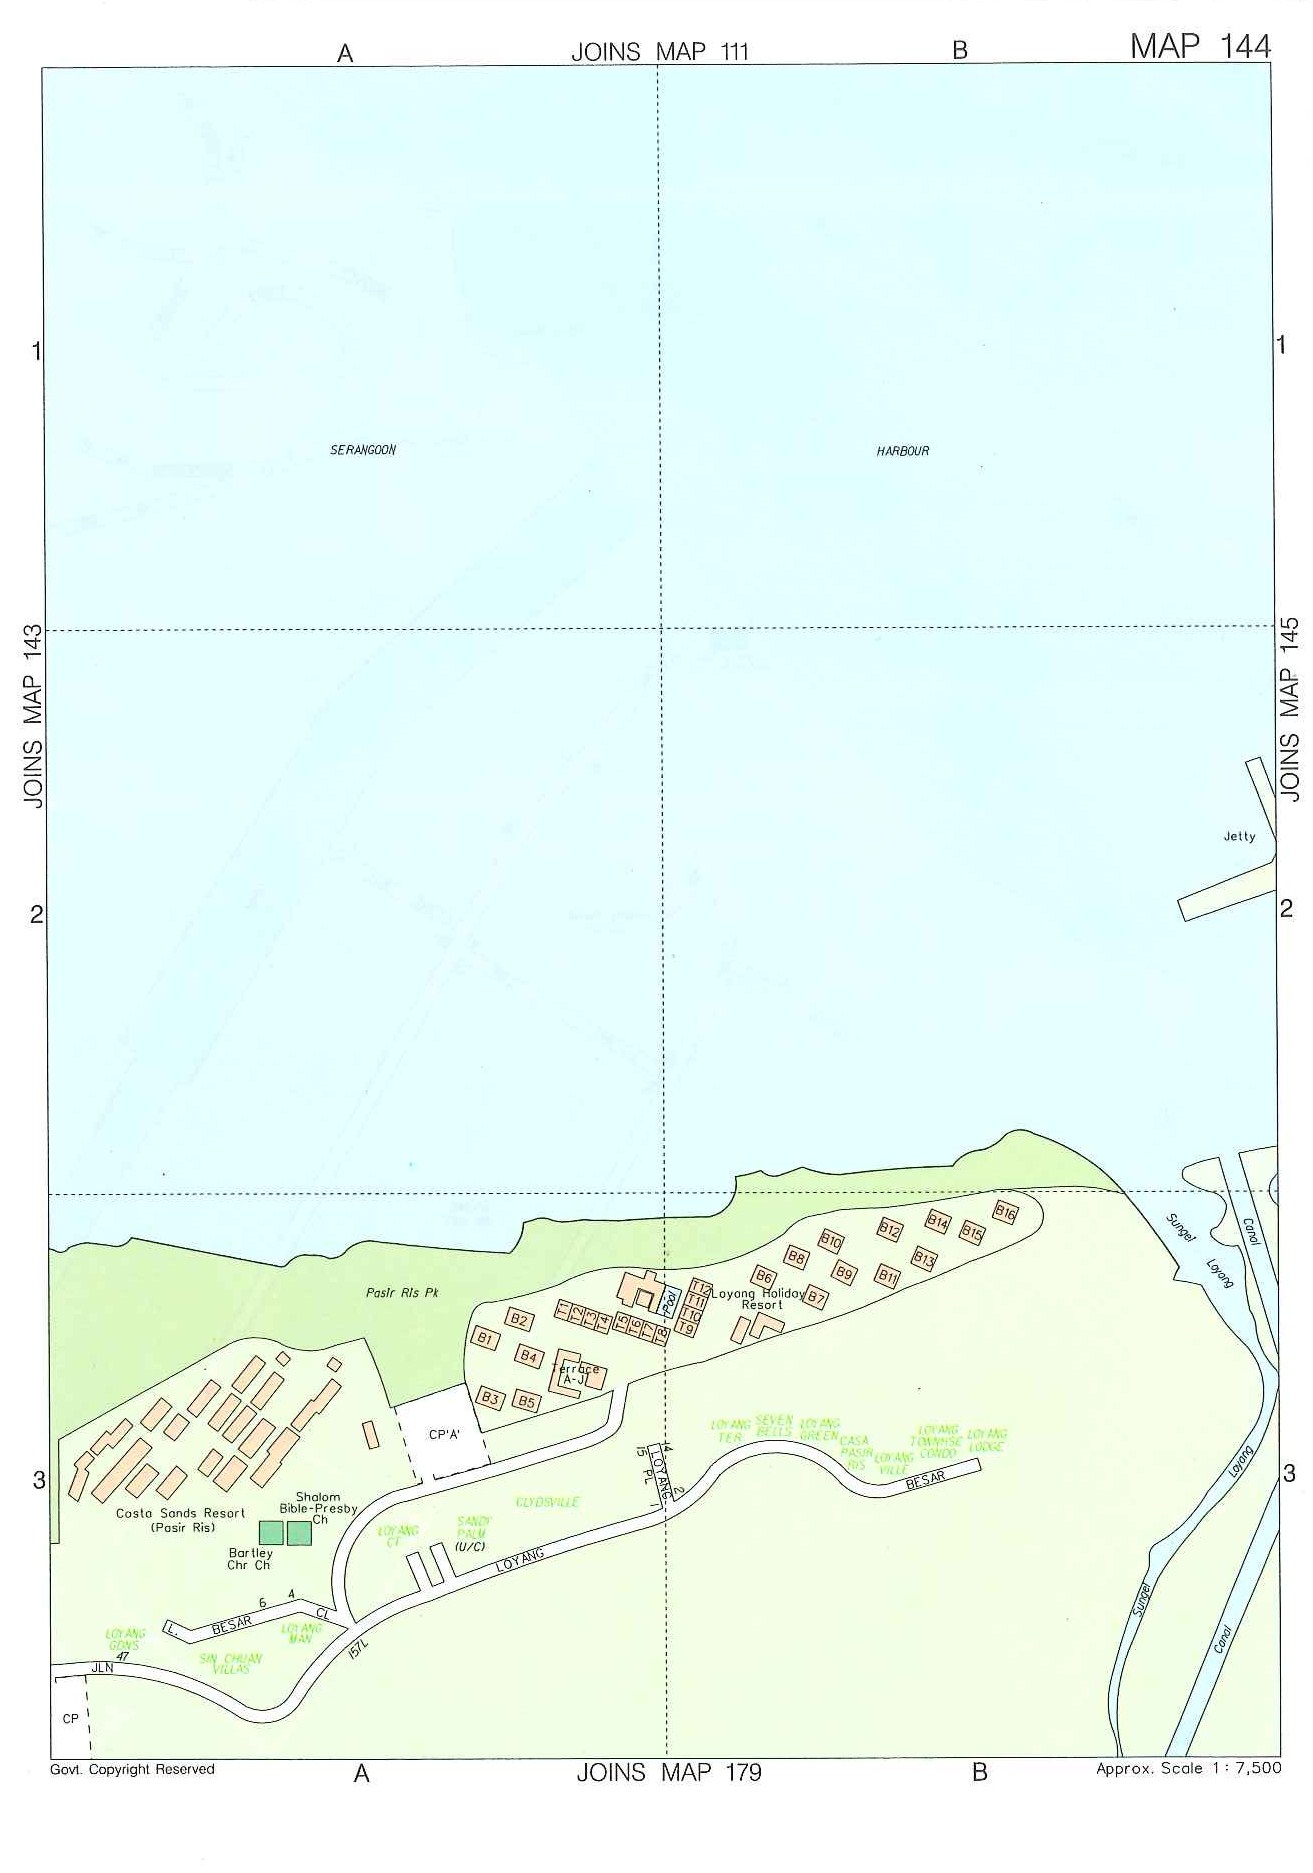 A
JOINS MAP 111
B
MAP 144
1
1
SERANGOON
HARBOUR
JOINS MAP 143
JOINS MAP 145
Jetty
2
2
Sungei
Loyang
Canal
Pasir Ris Pk
B16
B14
B15
B12
B13
B10
B8
B9
B11
B6
B7
Loyang Holiday
Resort
T12
T11
T10
T9
Pool
T1
T2
T3
T4
T5
T6
T7
T8
B2
B1
B4
B3
B5
Terrace
A-J
CP'A'
3
3
Costa Sands Resort
(Pasir Ris)
Shalom
Bible-Presby
Ch
Bartley
Chr Ch
LOYANG
TER
SEVEN
BELLS
LOYANG
GREEN
CASA
PASIR
RIS
LOYANG
VILLE
LOYANG
TOWNHSE
CONDO
LOYANG
LODGE
BESAR
14
15
LOYANG
PL
1
2
CLYDSVILLE
LOYANG
CT
SANDY
PALM
(U/C)
LOYANG
Loyang
Sungei
Canal
6
4
L.
BESAR
CL
LOYANG
MAN
157L
LOYANG
GDNS
47
SIN CHUAN
VILLAS
JLN
CP
Govt. Copyright Reserved
A
JOINS MAP 179
B
Approx. Scale 1 : 7,500